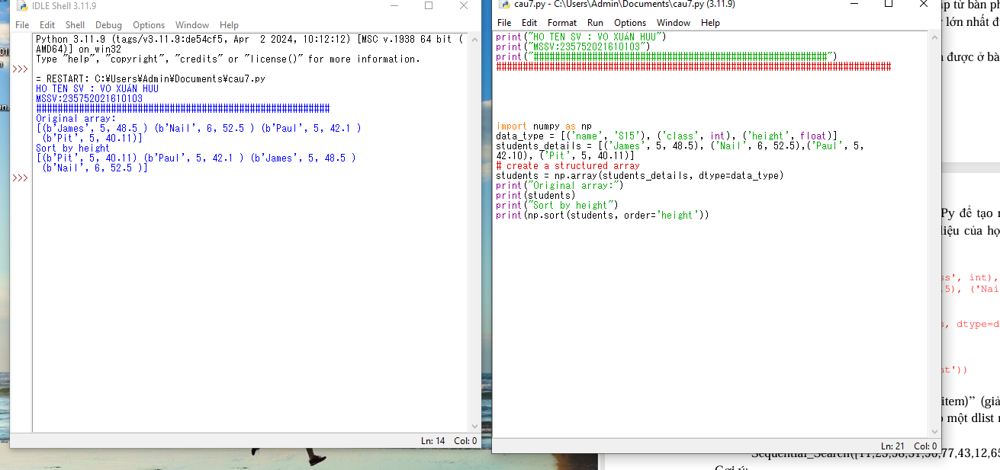 IDLE Shell 3.11.9
File Edit Shell Debug Options Window Help
Python 3.11.9 (tags/v3.11.9:de54cf5, Apr  2 2024, 10:12:12) [MSC v.1938 64 bit (
AMD64)] on win32
Type "help", "copyright", "credits" or "license()" for more information.
>>>
= RESTART: C:¥Users¥Admin¥Documents¥cau7.py
HO TEN SV : VO XUÁN HUU
MSSV:235752021610103
#######################################################
Original array:
[(b'James', 5, 48.5 ) (b'Nail', 6, 52.5 ) (b'Paul', 5, 42.1 )
 (b'Pit', 5, 40.11)]
Sort by height
[(b'Pit', 5, 40.11) (b'Paul', 5, 42.1 ) (b'James', 5, 48.5 )
 (b'Nail', 6, 52.5 )]
>>>
Ln: 14 Col: 0
cau7.py - C:\Users\Admin\Documents\cau7.py (3.11.9)
File Edit Format Run Options Window Help
print("HO TEN SV : VO XUÁN HUU")
print("MSSV:235752021610103")
print("#######################################################")
##########################################################################
import numpy as np
data_type = [('name', 'S15'), ('class', int), ('height', float)]
students_details = [('James', 5, 48.5), ('Nail', 6, 52.5),('Paul', 5,
42.10), ('Pit', 5, 40.11)]
# create a structured array
students = np.array(students_details, dtype=data_type)
print("Original array:")
print(students)
print("Sort by height")
print(np.sort(students, order='height'))
Ln: 21 Col: 0
từ bàn ph
lớn nhất đ
được ở bà
Py để tạo
liệu của họ
ss', int),
.5), ('Nai
s, dtype=d
ht'))
item)” (giả
một dlist
Sequential_Search([11,23,58,31,56,77,43,12,65
Gợi ý: